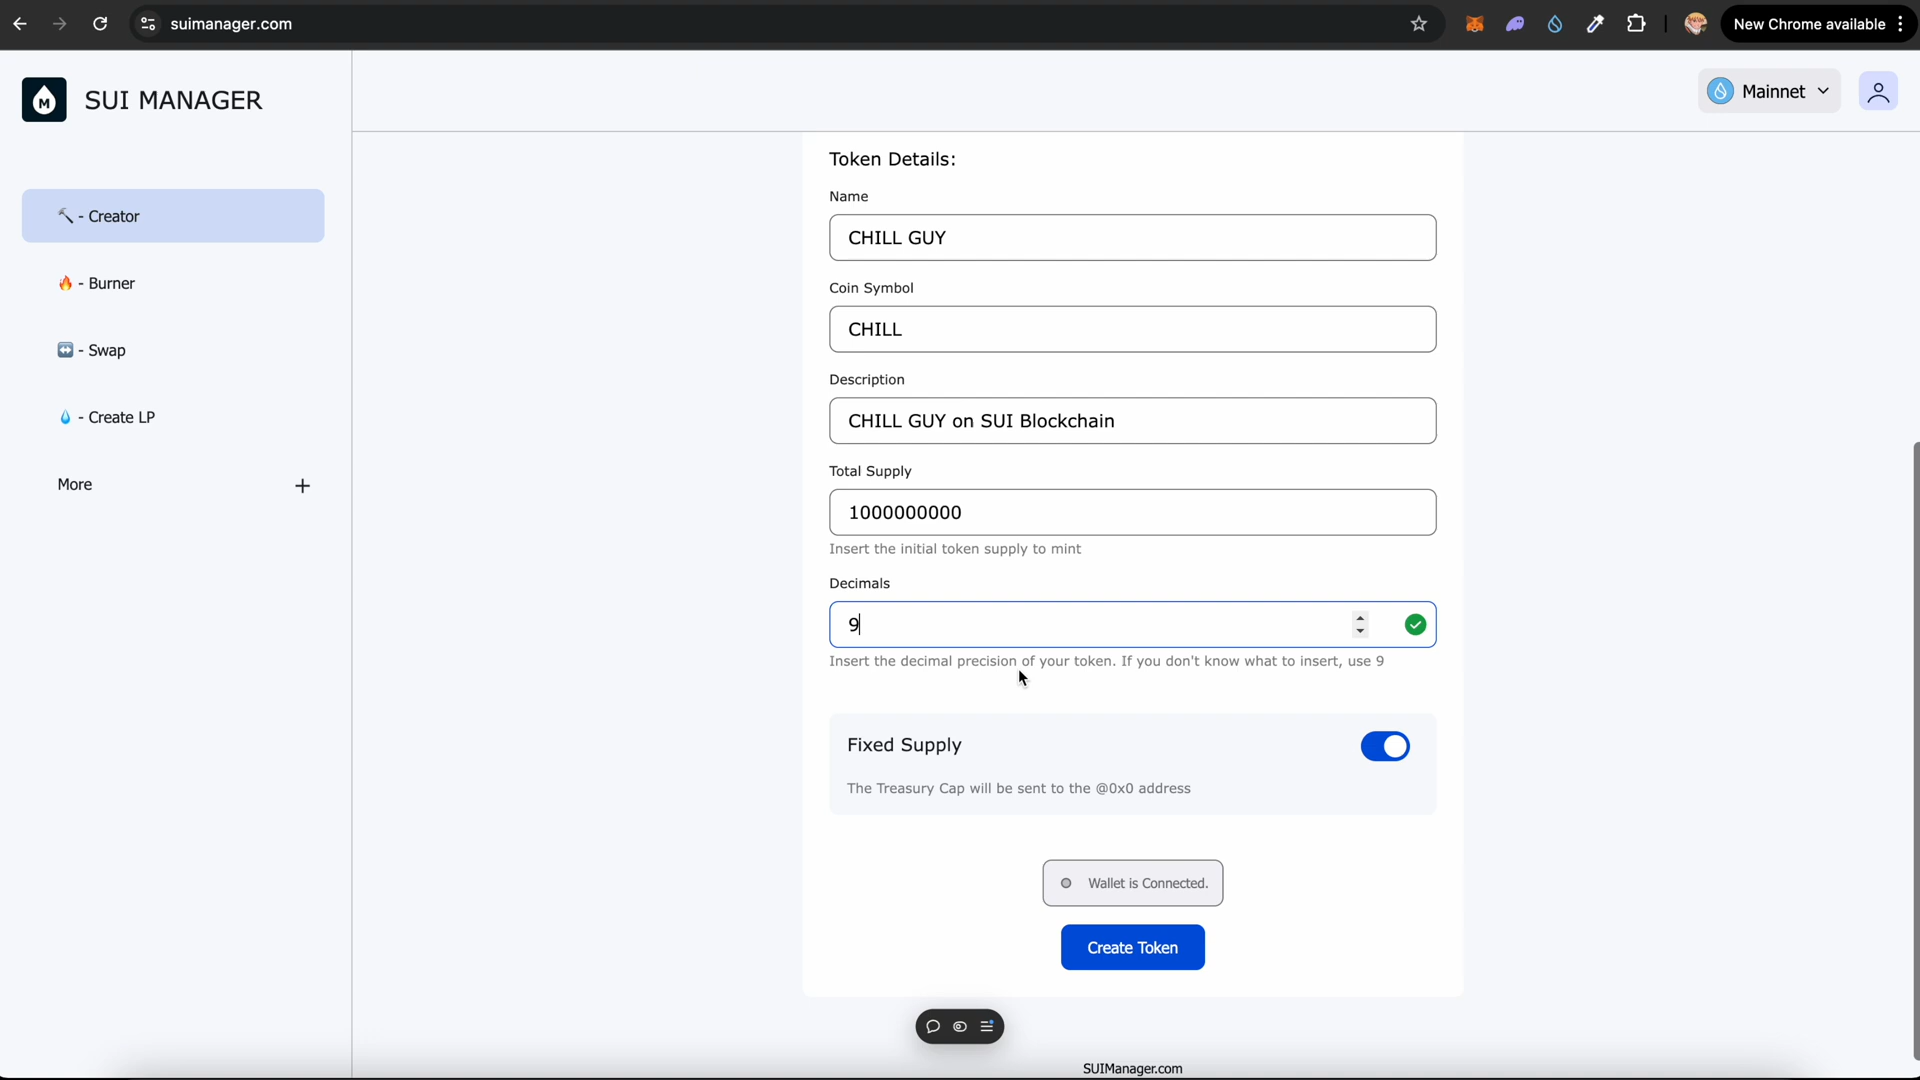 suimanager.com
New Chrome available
SUI MANAGER
Mainnet
🔨 - Creator
🔥 - Burner
↔️ - Swap
💧 - Create LP
More +
Token Details:
Name
CHILL GUY
Coin Symbol
CHILL
Description
CHILL GUY on SUI Blockchain
Total Supply
1000000000
Insert the initial token supply to mint
Decimals
9
Insert the decimal precision of your token. If you don't know what to insert, use 9
Fixed Supply
The Treasury Cap will be sent to the @0x0 address
Wallet is Connected.
Create Token
SUIManager.com